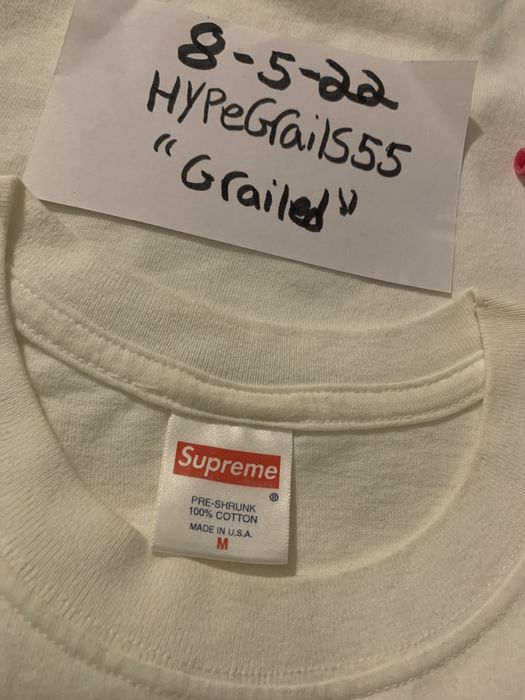 8-5-22
HYPeGrailS55
"Grailed"
Supreme
®
PRE-SHRUNK
100% COTTON
MADE IN U.S.A.
M